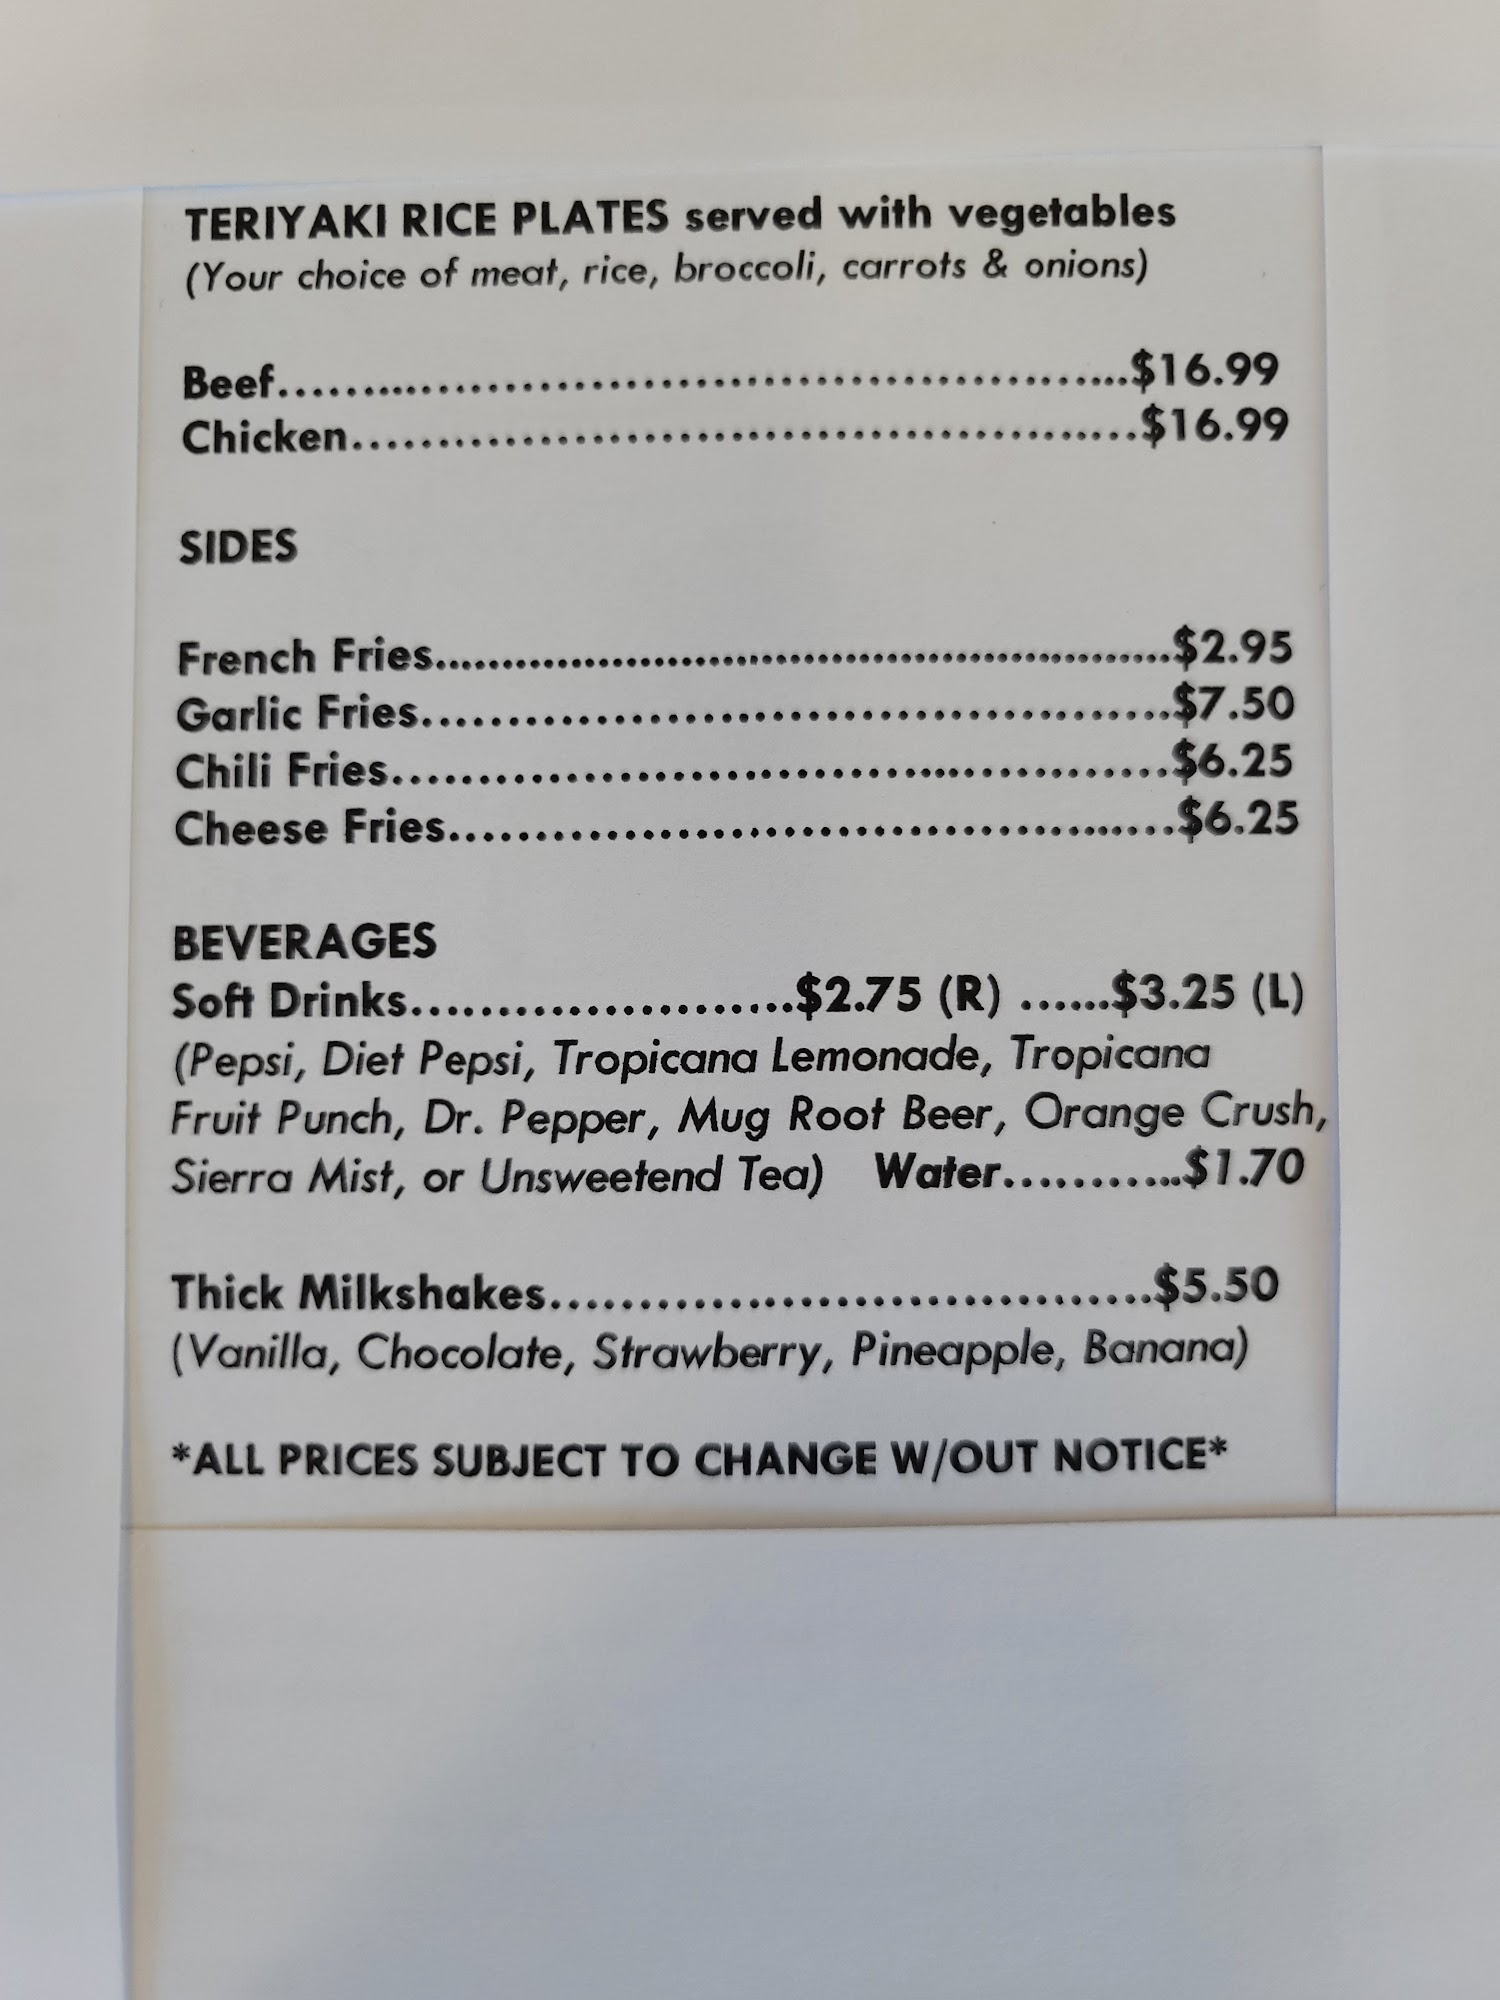 TERIYAKI RICE PLATES served with vegetables
(Your choice of meat, rice, broccoli, carrots & onions)
Beef.......................................................$16.99
Chicken..................................................$16.99
SIDES
French Fries...............................................................$2.95
Garlic Fries.............................................$7.50
Chili Fries................................................$6.25
Cheese Fries............................................$6.25
BEVERAGES
Soft Drinks.......................$2.75 (R) ......$3.25 (L)
(Pepsi, Diet Pepsi, Tropicana Lemonade, Tropicana
Fruit Punch, Dr. Pepper, Mug Root Beer, Orange Crush,
Sierra Mist, or Unsweetend Tea) Water............$1.70
Thick Milkshakes...................................$5.50
(Vanilla, Chocolate, Strawberry, Pineapple, Banana)
*ALL PRICES SUBJECT TO CHANGE W/OUT NOTICE*